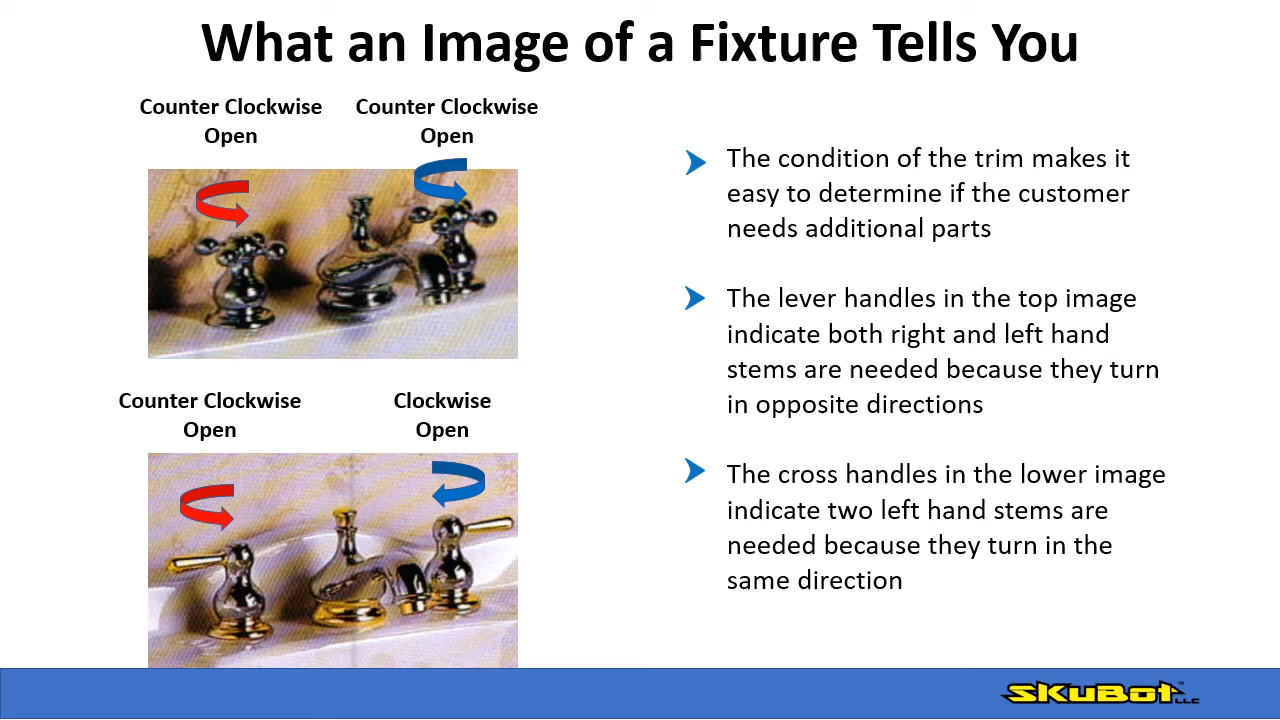 What an Image of a Fixture Tells You
Counter Clockwise
Open
Counter Clockwise
Open
The condition of the trim makes it
easy to determine if the customer
needs additional parts
The lever handles in the top image
indicate both right and left hand
stems are needed because they turn
in opposite directions
Counter Clockwise
Open
Clockwise
Open
The cross handles in the lower image
indicate two left hand stems are
needed because they turn in the
same direction
SKUBOT™ LLC